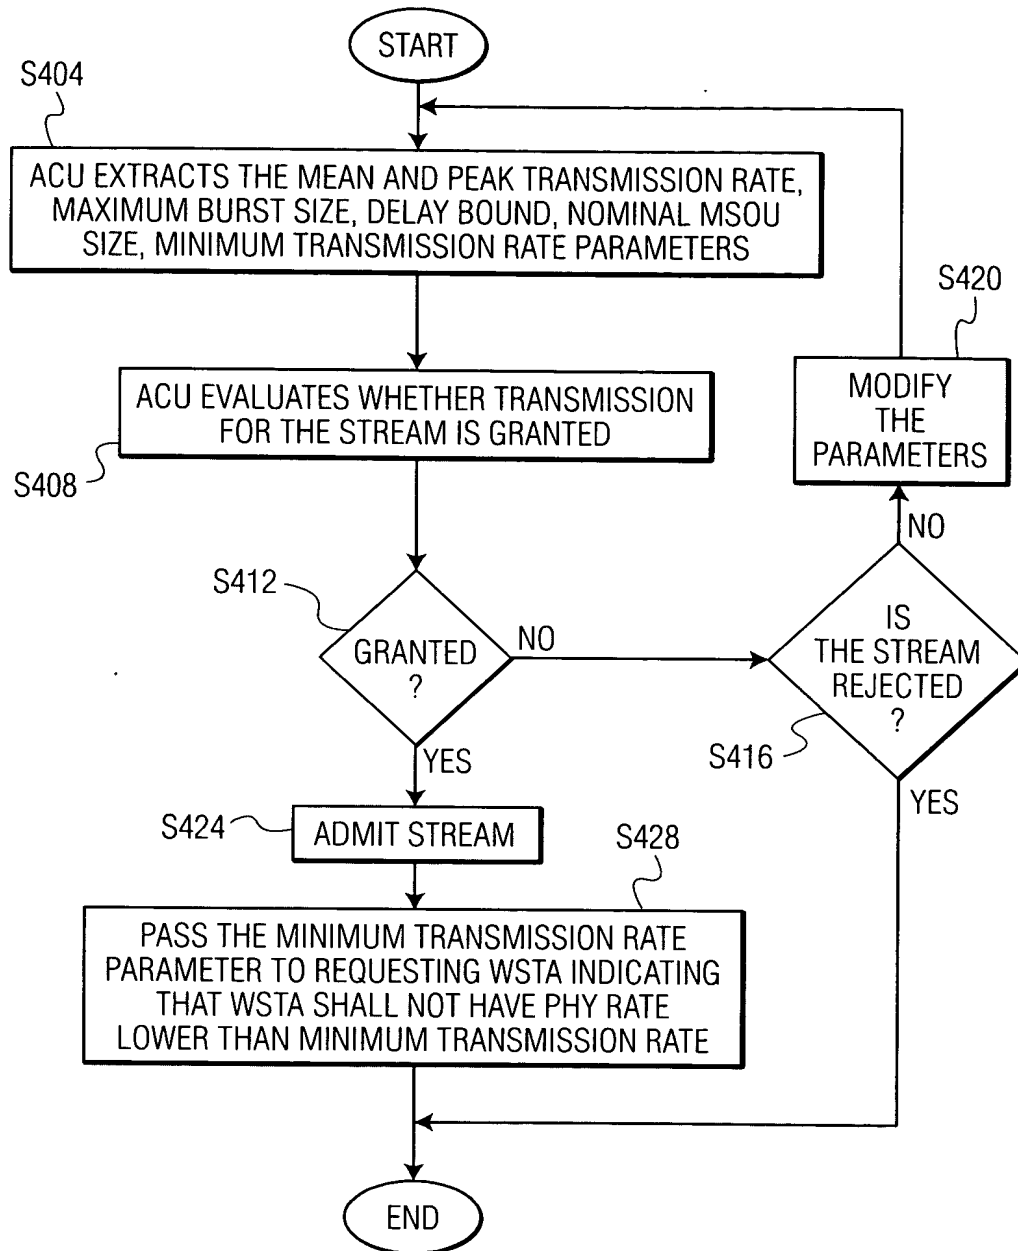 START
S404
ACU EXTRACTS THE MEAN AND PEAK TRANSMISSION RATE,
MAXIMUM BURST SIZE, DELAY BOUND, NOMINAL MSOU
SIZE, MINIMUM TRANSMISSION RATE PARAMETERS
S420
MODIFY
THE
PARAMETERS
ACU EVALUATES WHETHER TRANSMISSION
FOR THE STREAM IS GRANTED
S408
NO
S412
GRANTED
?
NO
IS
THE STREAM
REJECTED
?
S416
YES
YES
S424
ADMIT STREAM
S428
PASS THE MINIMUM TRANSMISSION RATE
PARAMETER TO REQUESTING WSTA INDICATING
THAT WSTA SHALL NOT HAVE PHY RATE
LOWER THAN MINIMUM TRANSMISSION RATE
END